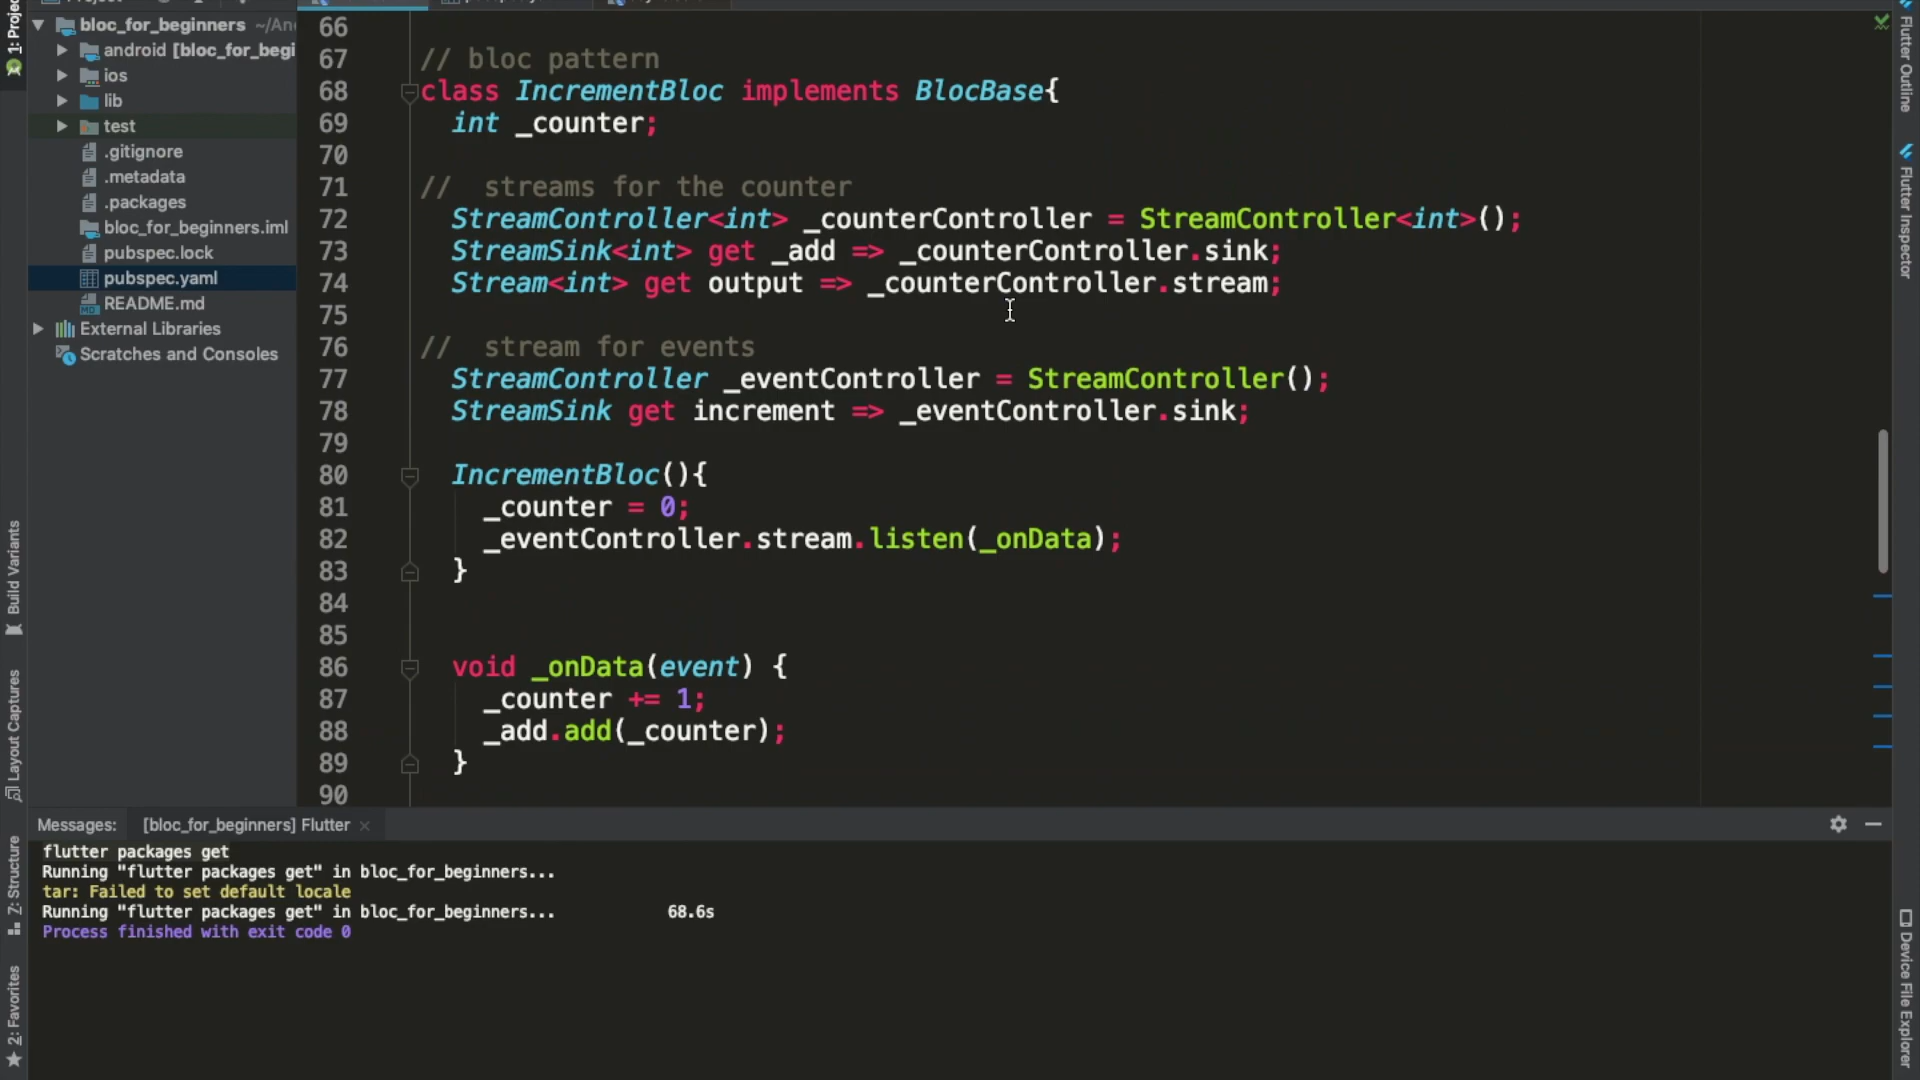 1: Project
bloc_for_beginners ~/An
android [bloc_for_begi
ios
lib
test
.gitignore
.metadata
.packages
bloc_for_beginners.iml
pubspec.lock
pubspec.yaml
README.md
External Libraries
Scratches and Consoles
Build Variants
Layout Captures
Z: Structure
2: Favorites
66
67 // bloc pattern
68 class IncrementBloc implements BlocBase{
69 int _counter;
70
71 // streams for the counter
72 StreamController<int> _counterController = StreamController<int>();
73 StreamSink<int> get _add => _counterController.sink;
74 Stream<int> get output => _counterController.stream;
75
76 // stream for events
77 StreamController _eventController = StreamController();
78 StreamSink get increment => _eventController.sink;
79
80 IncrementBloc(){
81 _counter = 0;
82 _eventController.stream.listen(_onData);
83 }
84
85
86 void _onData(event) {
87 _counter += 1;
88 _add.add(_counter);
89 }
90
Flutter Outline
Flutter Inspector
Device File Explorer
Messages: [bloc_for_beginners] Flutter
flutter packages get
Running "flutter packages get" in bloc_for_beginners...
tar: Failed to set default locale
Running "flutter packages get" in bloc_for_beginners... 68.6s
Process finished with exit code 0